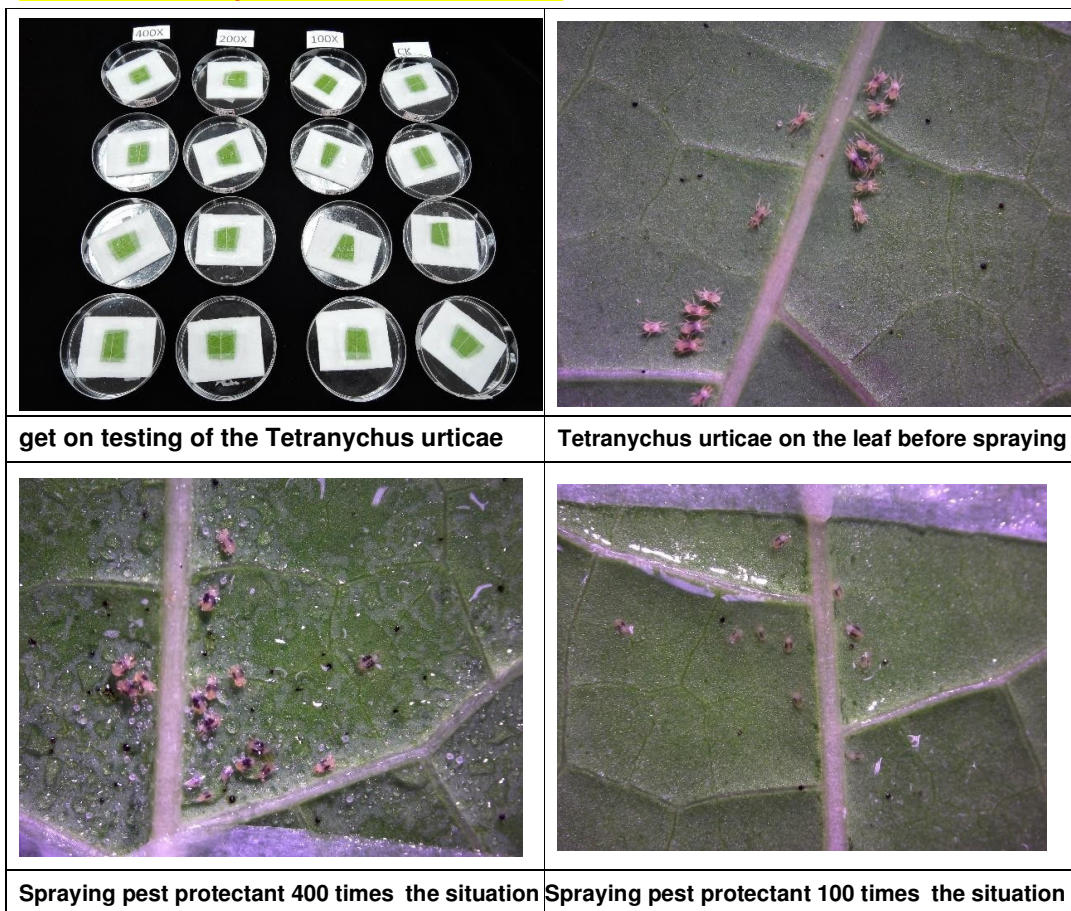 400X
200X
100X
CK
get on testing of the Tetranychus urticae
Tetranychus urticae on the leaf before spraying
Spraying pest protectant 400 times the situation
Spraying pest protectant 100 times the situation